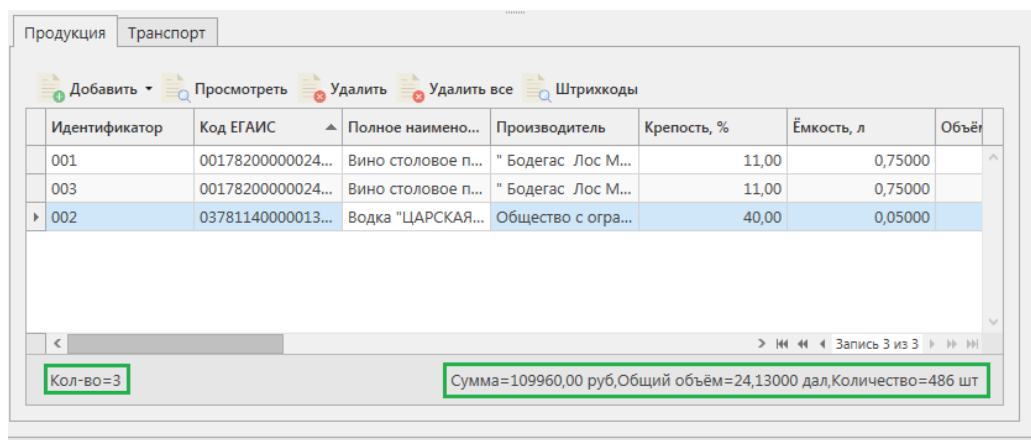 Продукция Транспорт
Добавить Просмотреть Удалить Удалить все Штрихкоды
Идентификатор Код ЕГАИС Полное наимено... Производитель Крепость, % Ёмкость, л Объём
001 00178200000024... Вино столовое п... " Бодегас Лос М... 11,00 0,75000
003 00178200000024... Вино столовое п... " Бодегас Лос М... 11,00 0,75000
002 03781140000013... Водка "ЦАРСКАЯ... Общество с огра... 40,00 0,05000
Запись 3 из 3
Кол-во=3 Сумма=109960,00 руб,Общий объём=24,13000 дал,Количество=486 шт